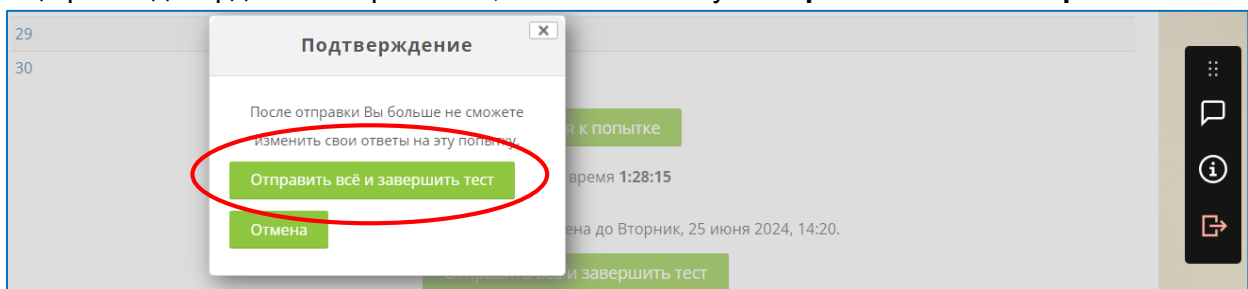 29
Подтверждение
30
После отправки Вы больше не сможете
изменить свои ответы на эту попытку.
к попытке
Отправить всё и завершить тест
время 1:28:15
Отмена
до Вторник, 25 июня 2024, 14:20.
и завершить тест